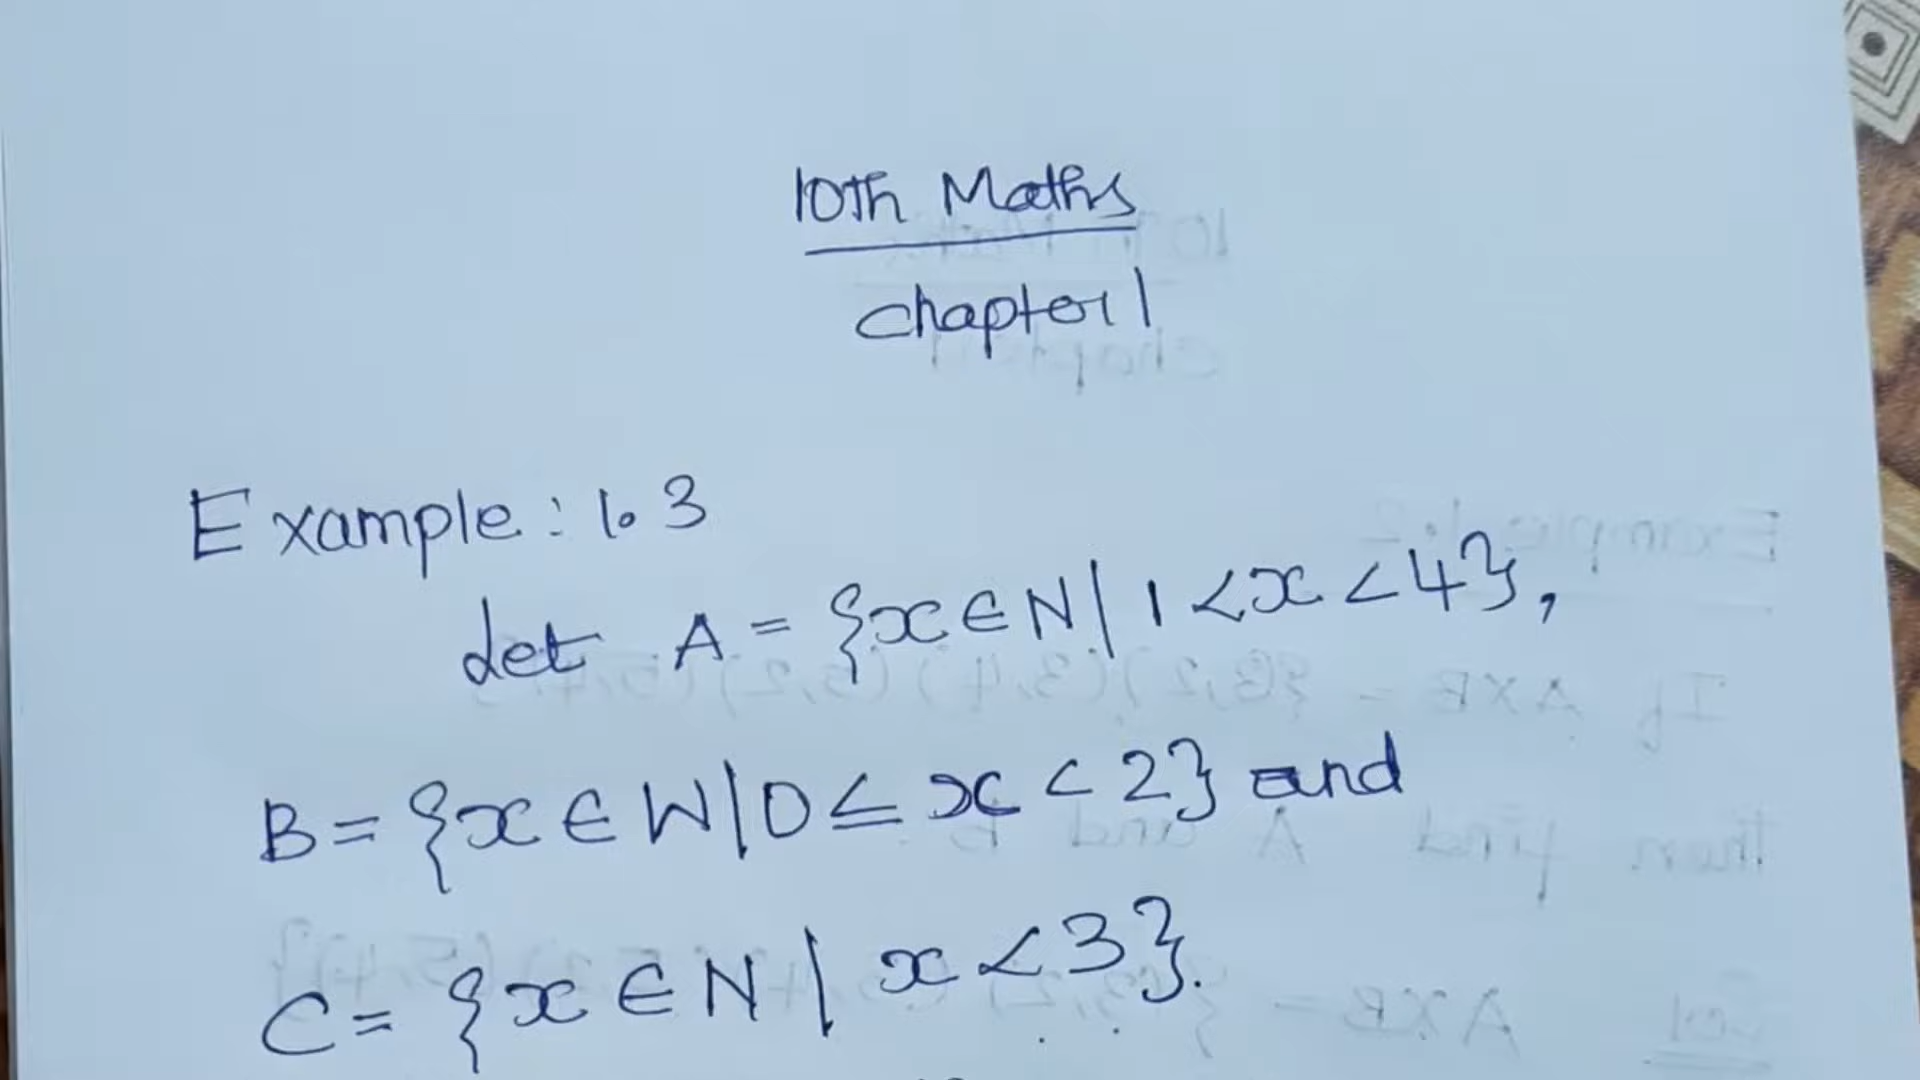 10th Maths
chapter 1
Example: 1.3
Let A = {x ∈ N | 1 < x < 4},
B = {x ∈ W | 0 ≤ x < 2} and
C = {x ∈ N | x < 3}.